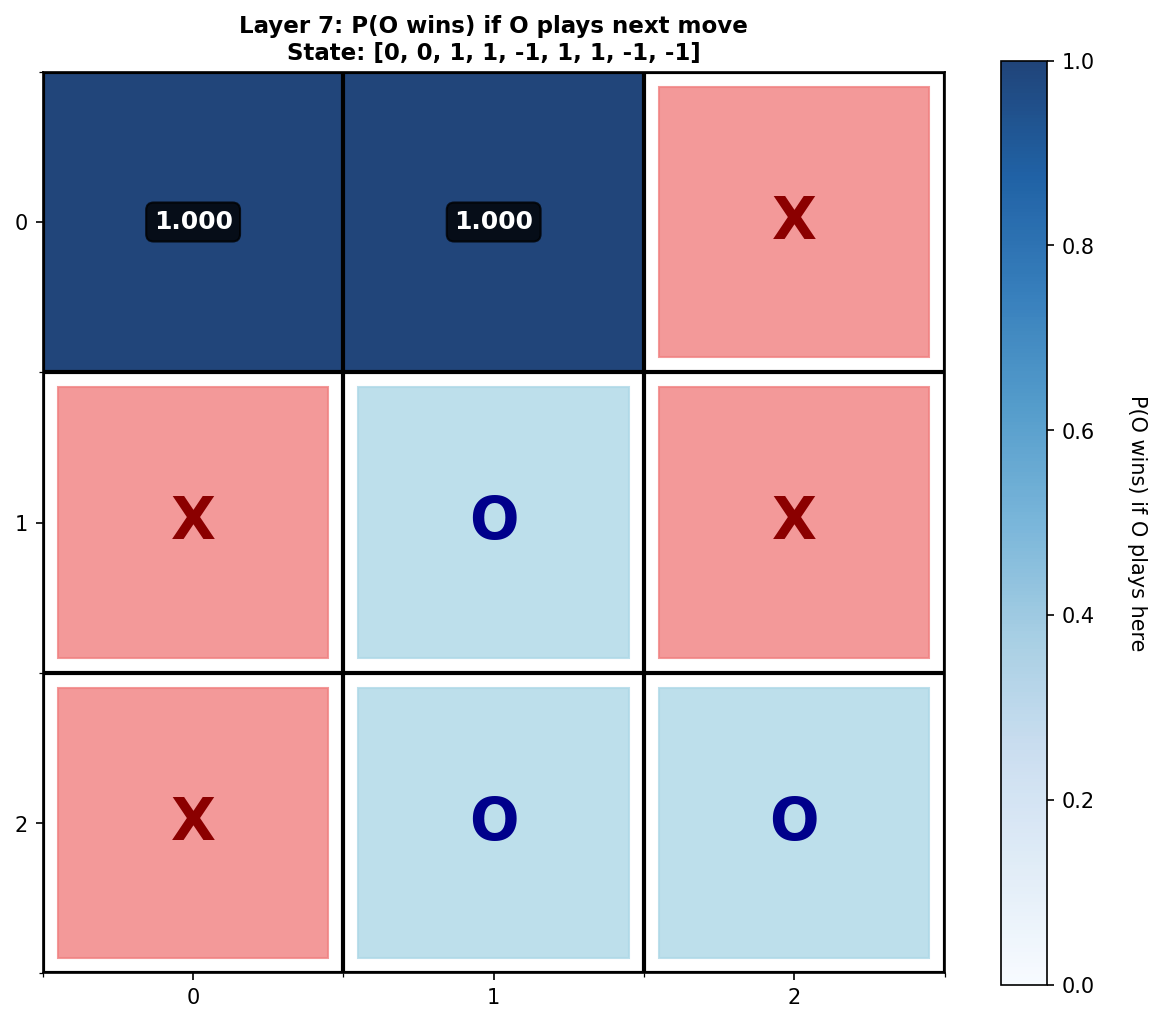 Layer 7: P(O wins) if O plays next move
State: [0, 0, 1, 1, -1, 1, 1, -1, -1]
1.000 1.000 X
0
X O X
1
X O O
2
0 1 2
1.0
0.8
0.6
0.4
0.2
0.0
P(O wins) if O plays here